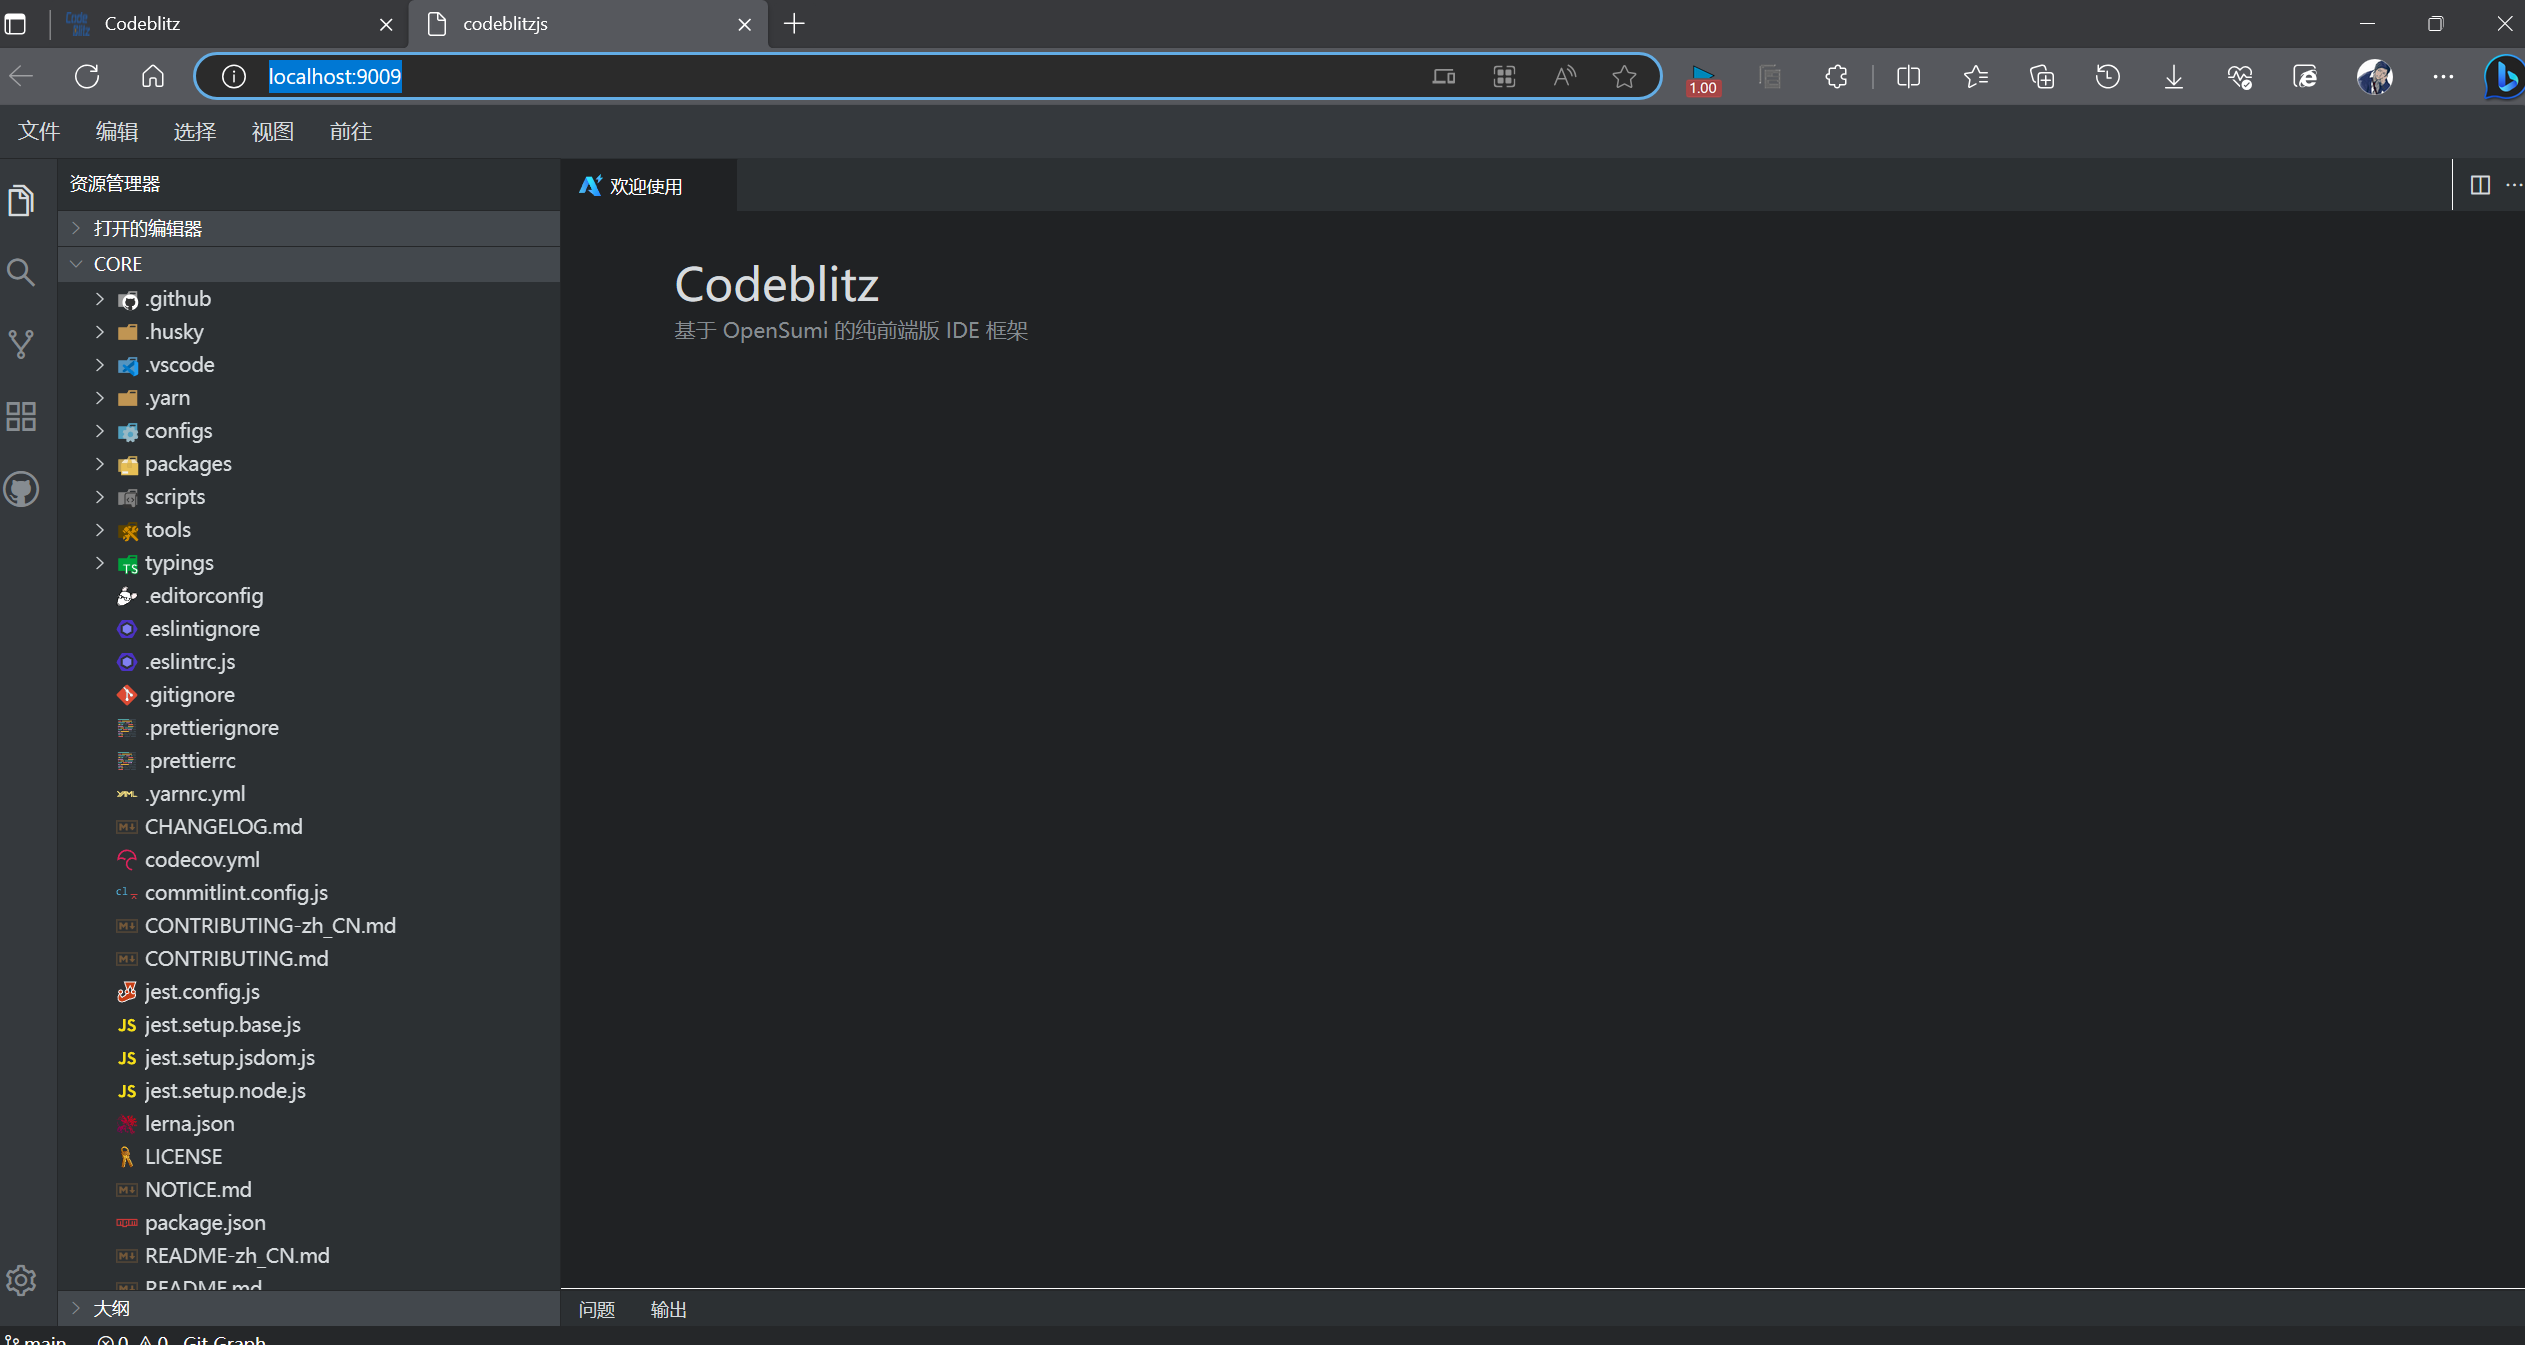 Codeblitz
codeblitzjs
localhost:9009
1.00
文件 编辑 选择 视图 前往
资源管理器
打开的编辑器
CORE
.github
.husky
.vscode
.yarn
configs
packages
scripts
tools
typings
.editorconfig
.eslintignore
.eslintrc.js
.gitignore
.prettierignore
.prettierrc
.yarnrc.yml
CHANGELOG.md
codecov.yml
commitlint.config.js
CONTRIBUTING-zh_CN.md
CONTRIBUTING.md
jest.config.js
jest.setup.base.js
jest.setup.jsdom.js
jest.setup.node.js
lerna.json
LICENSE
NOTICE.md
package.json
README-zh_CN.md
README.md
大纲
欢迎使用
Codeblitz
基于 OpenSumi 的纯前端版 IDE 框架
问题 输出
main 0 0 Git Graph